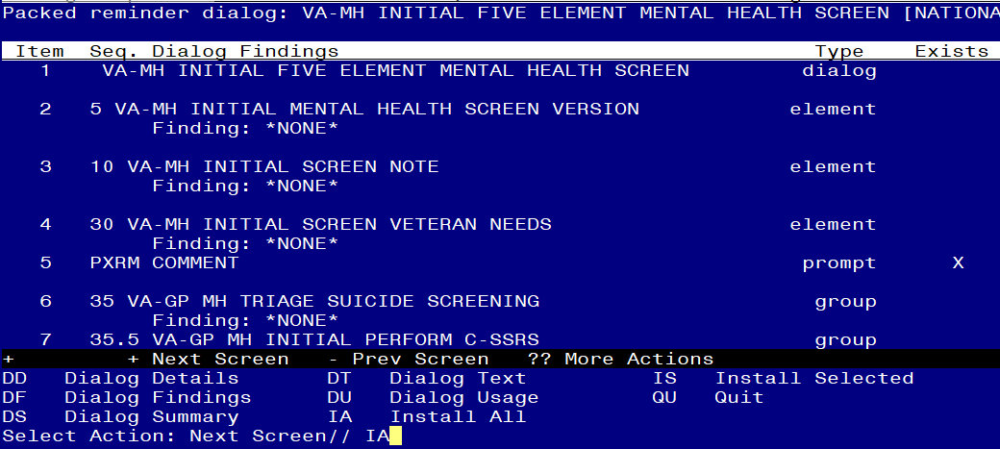 Packed reminder dialog: VA-MH INITIAL FIVE ELEMENT MENTAL HEALTH SCREEN [NATIONA
Item Seq. Dialog Findings Type Exists
1 VA-MH INITIAL FIVE ELEMENT MENTAL HEALTH SCREEN dialog
2 5 VA-MH INITIAL MENTAL HEALTH SCREEN VERSION element
Finding: *NONE*
3 10 VA-MH INITIAL SCREEN NOTE element
Finding: *NONE*
4 30 VA-MH INITIAL SCREEN VETERAN NEEDS element
Finding: *NONE*
5 PXRM COMMENT prompt X
6 35 VA-GP MH TRIAGE SUICIDE SCREENING group
Finding: *NONE*
7 35.5 VA-GP MH INITIAL PERFORM C-SSRS group
+ + Next Screen - Prev Screen ?? More Actions
DD Dialog Details DT Dialog Text IS Install Selected
DF Dialog Findings DU Dialog Usage QU Quit
DS Dialog Summary IA Install All
Select Action: Next Screen// IA